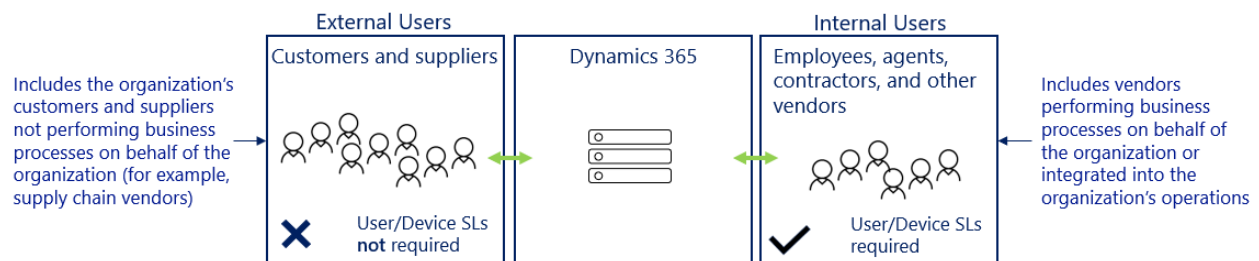 External Users
Internal Users
Customers and suppliers
Dynamics 365
Employees, agents,
contractors, and other
vendors
Includes the organization's
customers and suppliers
not performing business
processes on behalf of the
organization (for example,
supply chain vendors)
Includes vendors
performing business
processes on behalf of
the organization or
integrated into the
organization's operations
User/Device SLs
not required
User/Device SLs
required